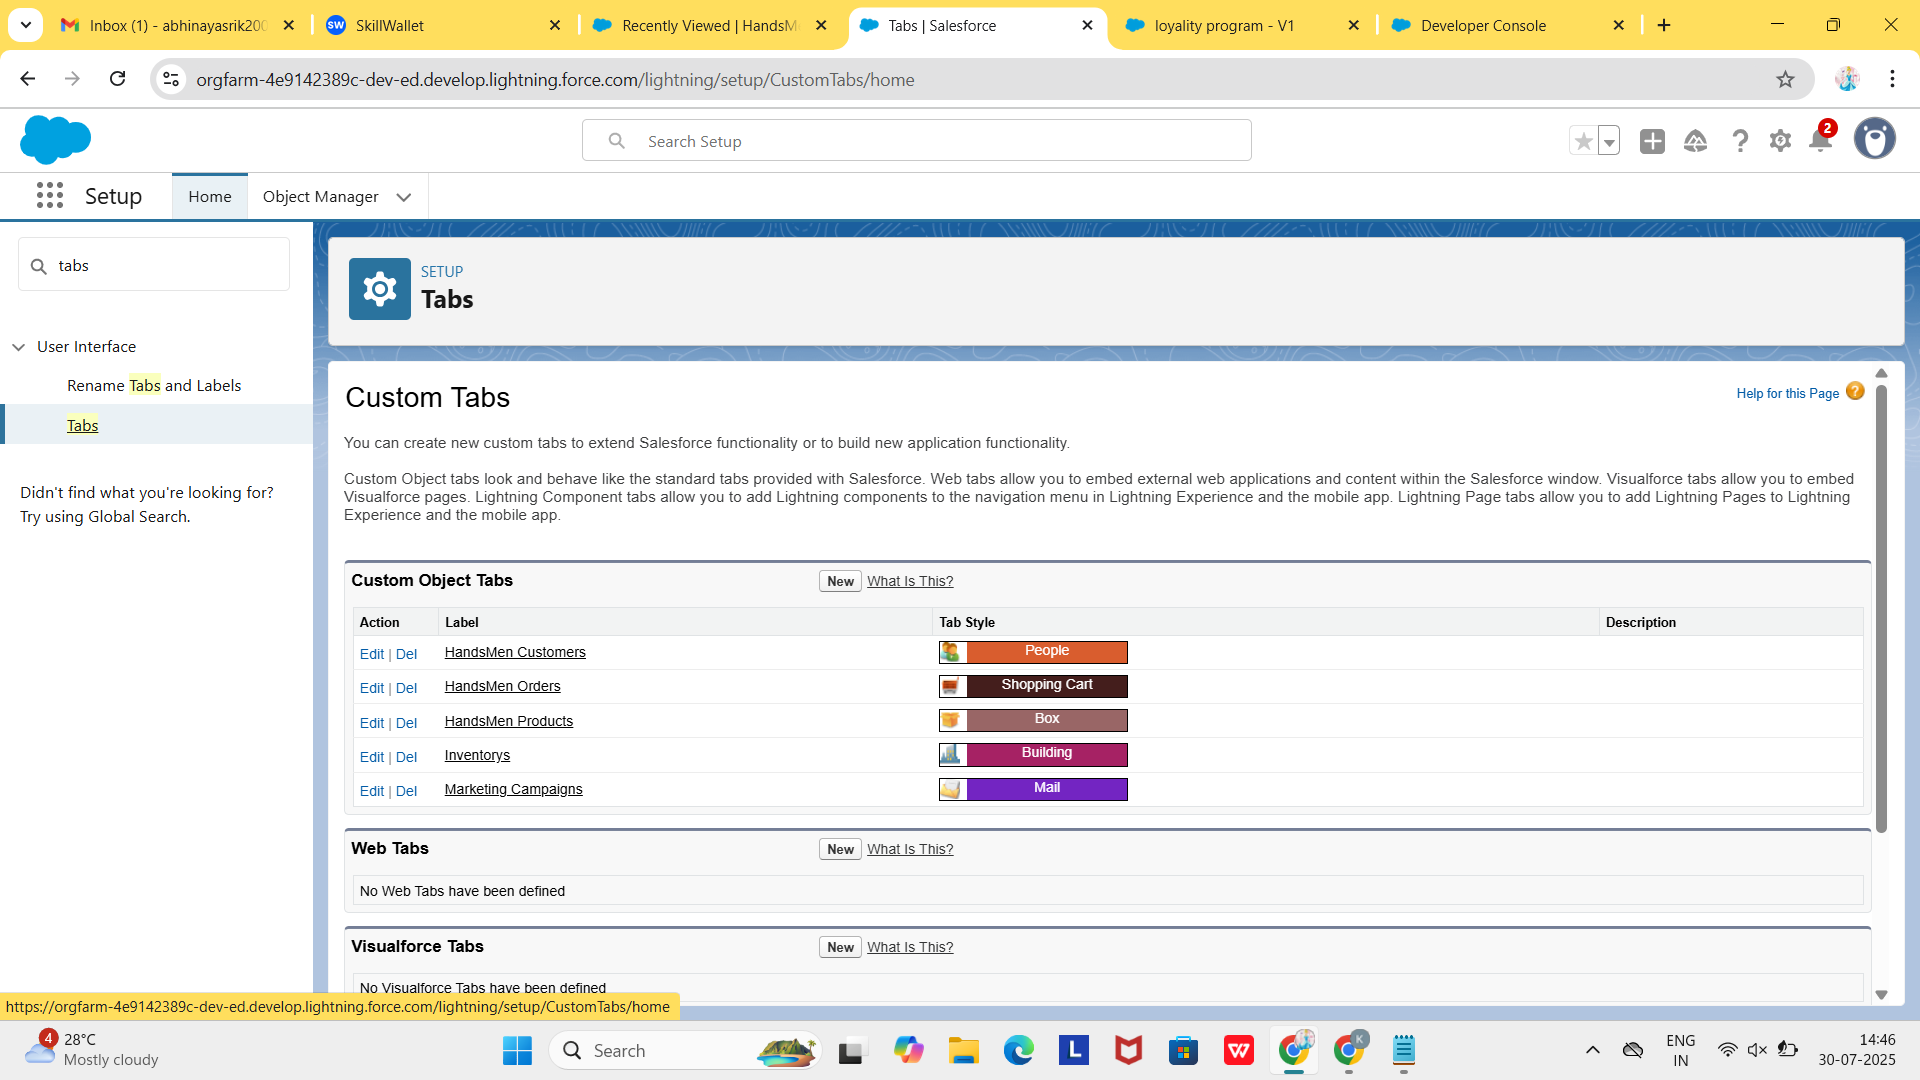 Inbox (1) - abhinayasrik200
SW SkillWallet
Recently Viewed | HandsM
Tabs | Salesforce
loyality program - V1
Developer Console
orgfarm-4e9142389c-dev-ed.develop.lightning.force.com/lightning/setup/CustomTabs/home
Search Setup
2
Setup
Home
Object Manager
tabs
User Interface
Rename Tabs and Labels
Tabs
Didn't find what you're looking for?
Try using Global Search.
SETUP
Tabs
Custom Tabs
Help for this Page ?
You can create new custom tabs to extend Salesforce functionality or to build new application functionality.
Custom Object tabs look and behave like the standard tabs provided with Salesforce. Web tabs allow you to embed external web applications and content within the Salesforce window. Visualforce tabs allow you to embed
Visualforce pages. Lightning Component tabs allow you to add Lightning components to the navigation menu in Lightning Experience and the mobile app. Lightning Page tabs allow you to add Lightning Pages to Lightning
Experience and the mobile app.
Custom Object Tabs New What Is This?
Action Label Tab Style Description
Edit | Del HandsMen Customers People
Edit | Del HandsMen Orders Shopping Cart
Edit | Del HandsMen Products Box
Edit | Del Inventorys Building
Edit | Del Marketing Campaigns Mail
Web Tabs New What Is This?
No Web Tabs have been defined
Visualforce Tabs New What Is This?
No Visualforce Tabs have been defined
https://orgfarm-4e9142389c-dev-ed.develop.lightning.force.com/lightning/setup/CustomTabs/home
4
28°C
Mostly cloudy
Search
L
W
K
ENG
IN
14:46
30-07-2025